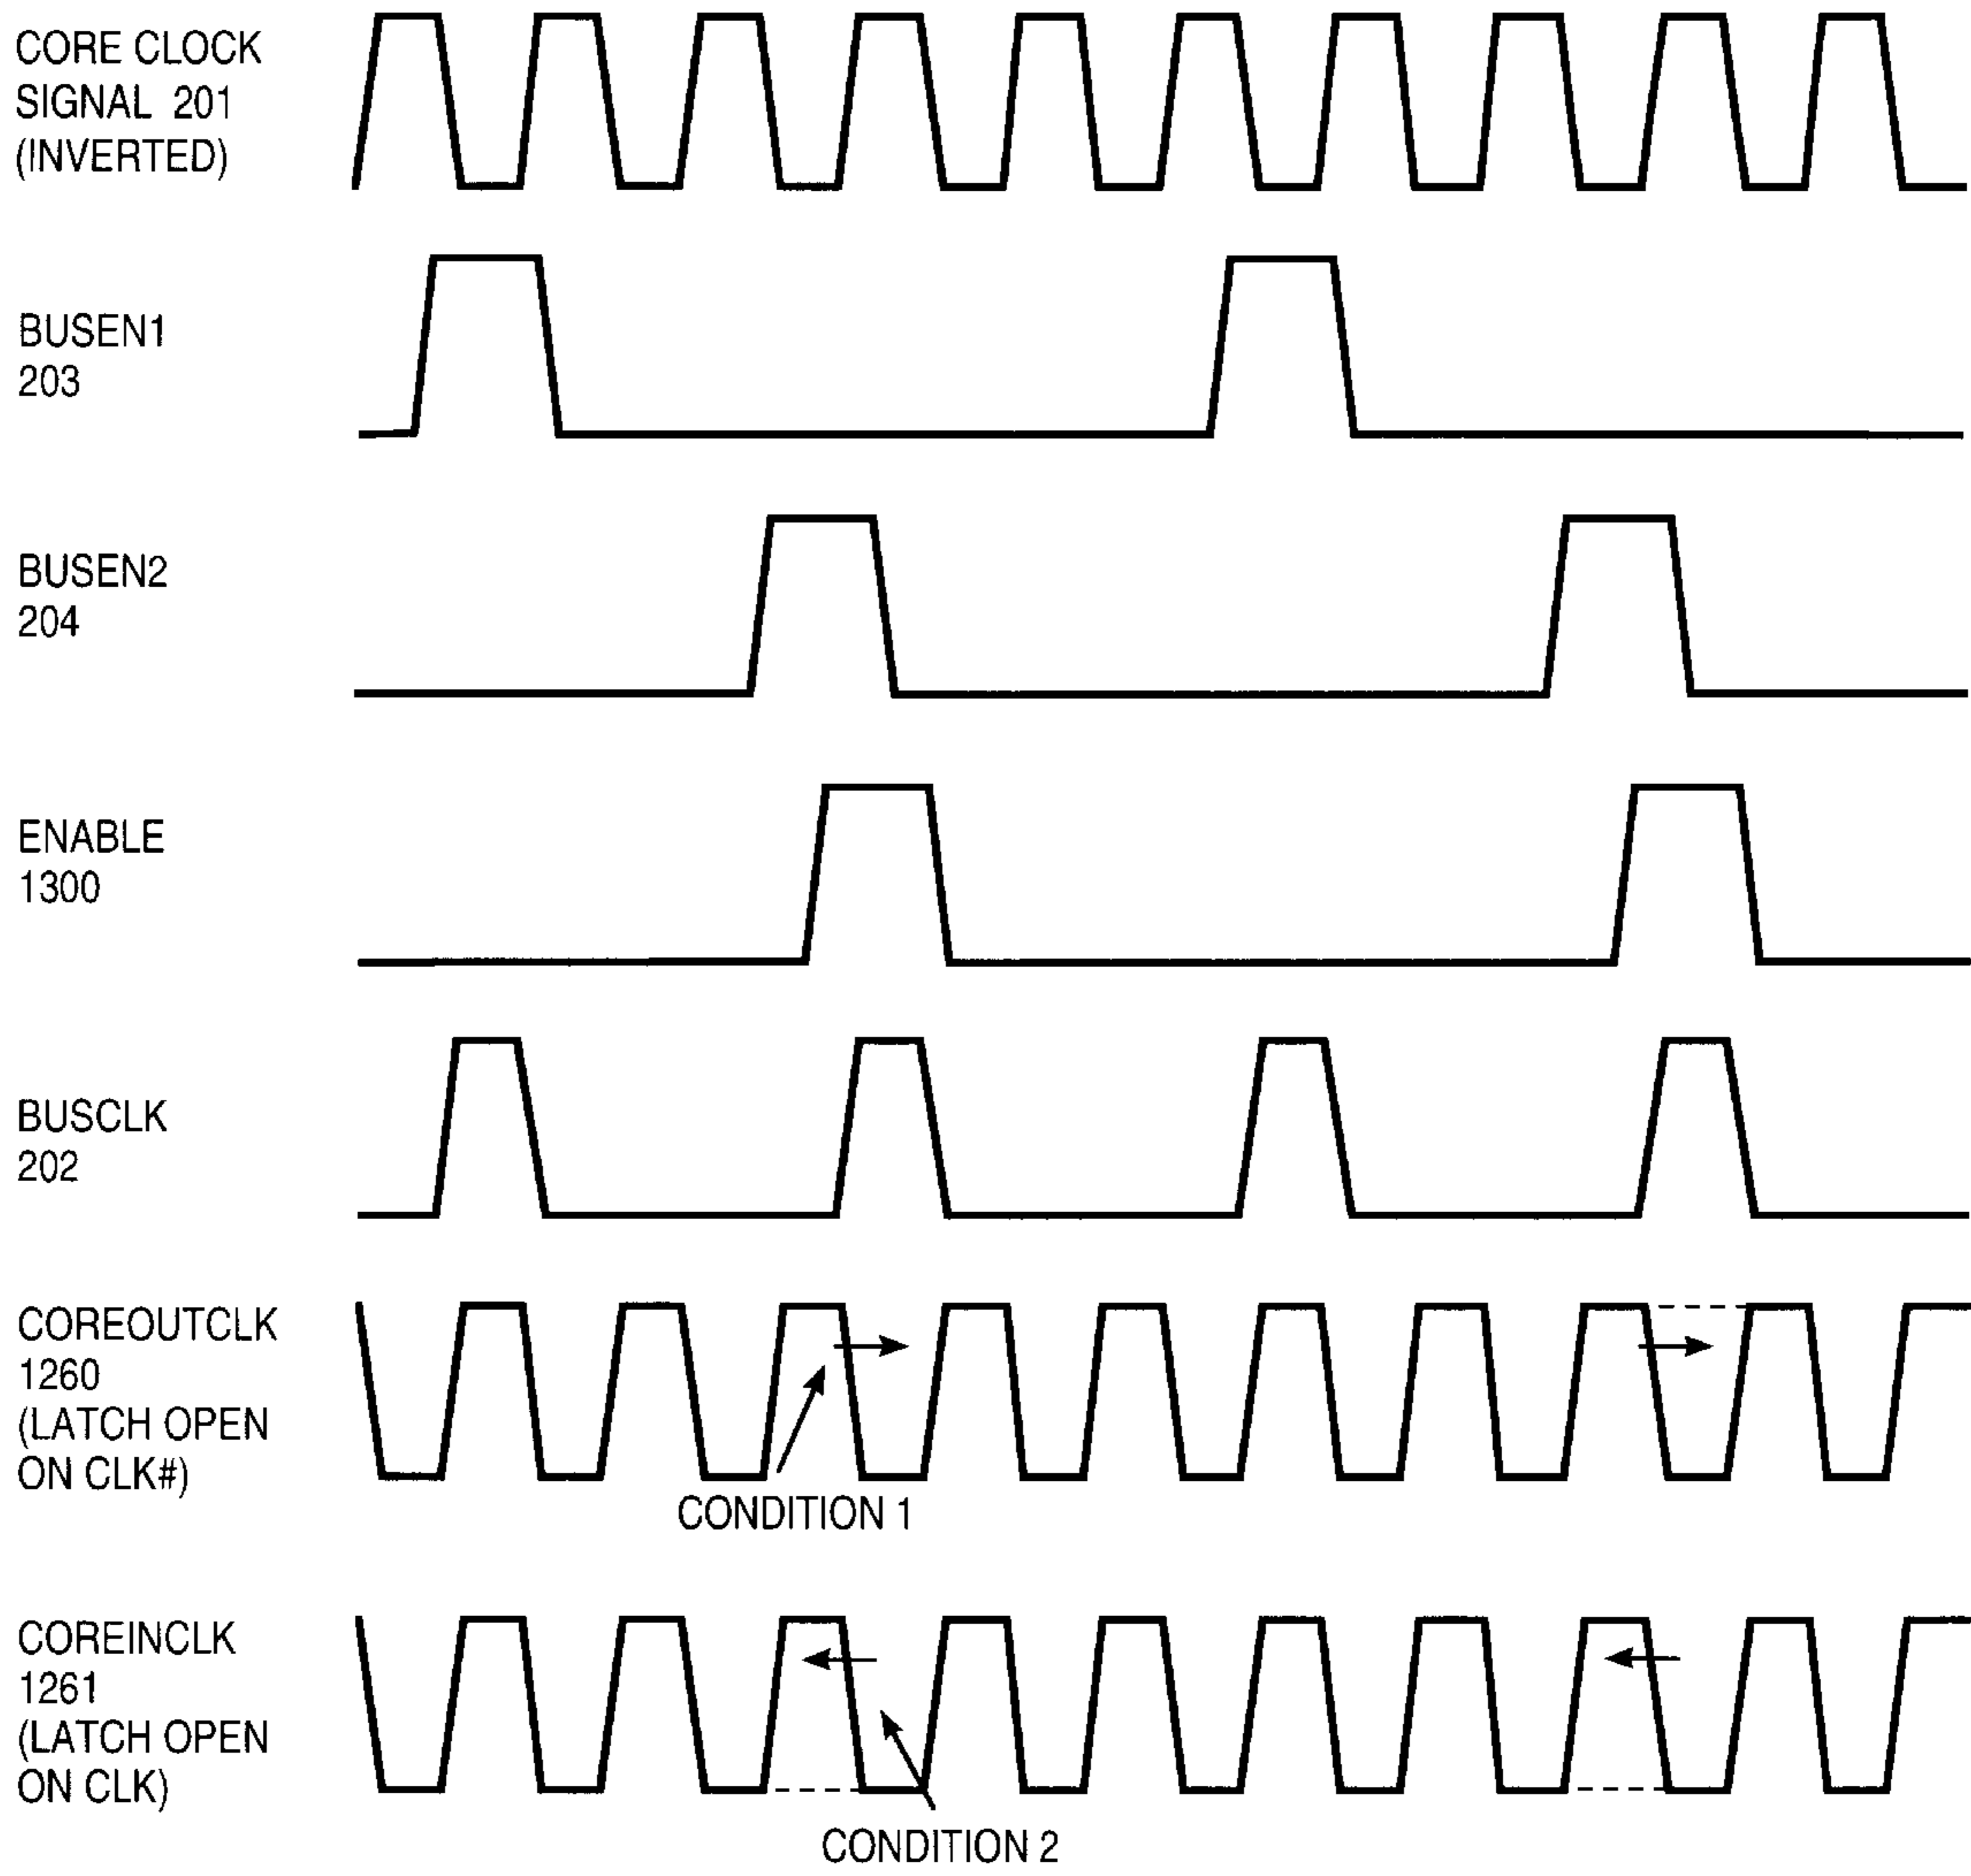 CORE CLOCK
SIGNAL 201
(INVERTED)
BUSEN1
203
BUSEN2
204
ENABLE
1300
BUSCLK
202
COREOUTCLK
1260
(LATCH OPEN
ON CLK#)
CONDITION 1
COREINCLK
1261
(LATCH OPEN
ON CLK)
CONDITION 2